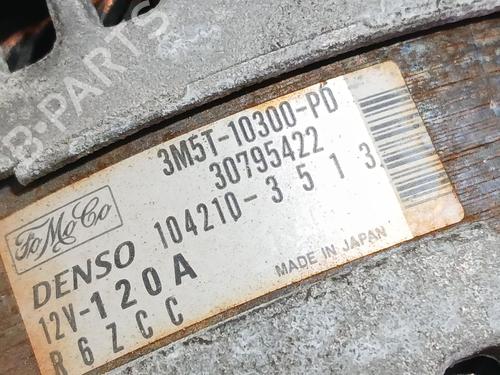 B-PARTS
3M5T-10300-PD
30795422
104210-3513
FoMoCo
DENSO
12V-120A
MADE IN JAPAN
R6ZCC